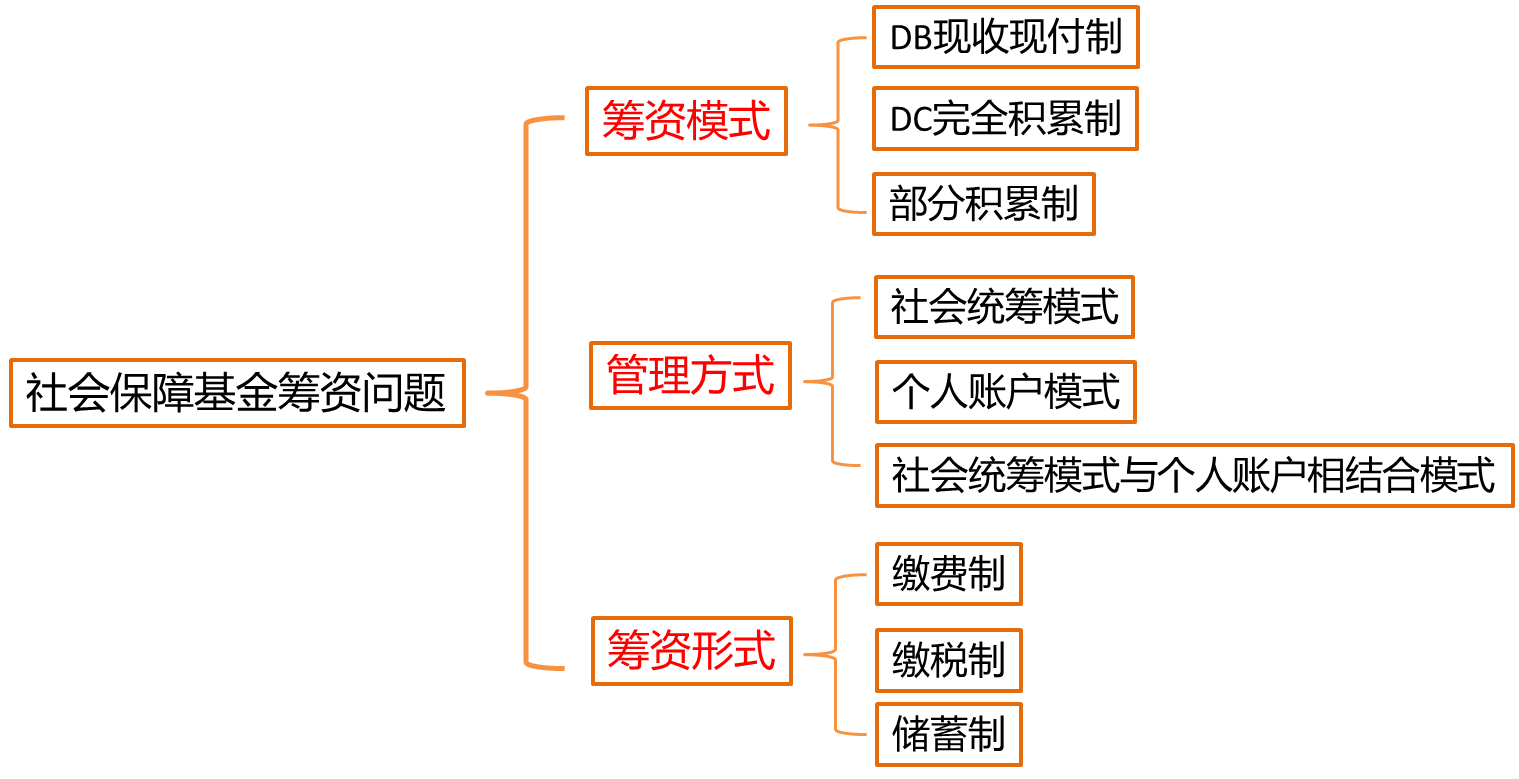 社会保障基金筹资问题
筹资模式
DB现收现付制
DC完全积累制
部分积累制
管理方式
社会统筹模式
个人账户模式
社会统筹模式与个人账户相结合模式
筹资形式
缴费制
缴税制
储蓄制